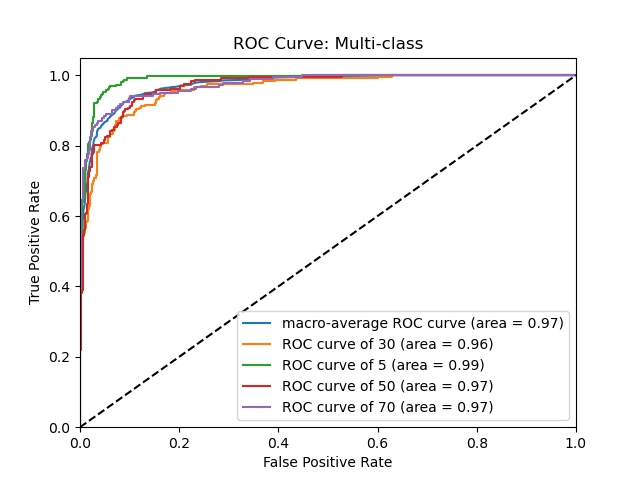 ROC Curve: Multi-class
True Positive Rate
1.0
0.8
0.6
0.4
0.2
0.0
macro-average ROC curve (area = 0.97)
ROC curve of 30 (area = 0.96)
ROC curve of 5 (area = 0.99)
ROC curve of 50 (area = 0.97)
ROC curve of 70 (area = 0.97)
0.0 0.2 0.4 0.6 0.8 1.0
False Positive Rate